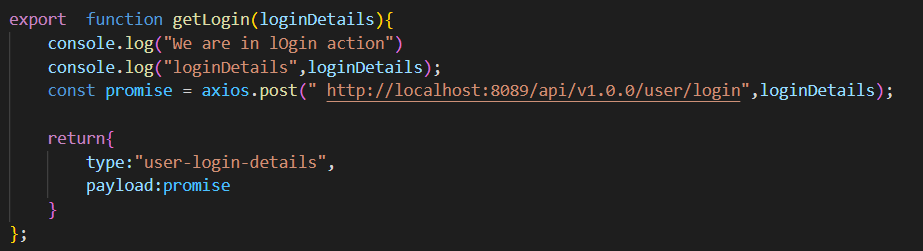 export  function getLogin(loginDetails){
    console.log("We are in lOgin action")
    console.log("loginDetails",loginDetails);
    const promise = axios.post(" http://localhost:8089/api/v1.0.0/user/login",loginDetails);
    return{
        type:"user-login-details",
        payload:promise
    }
};